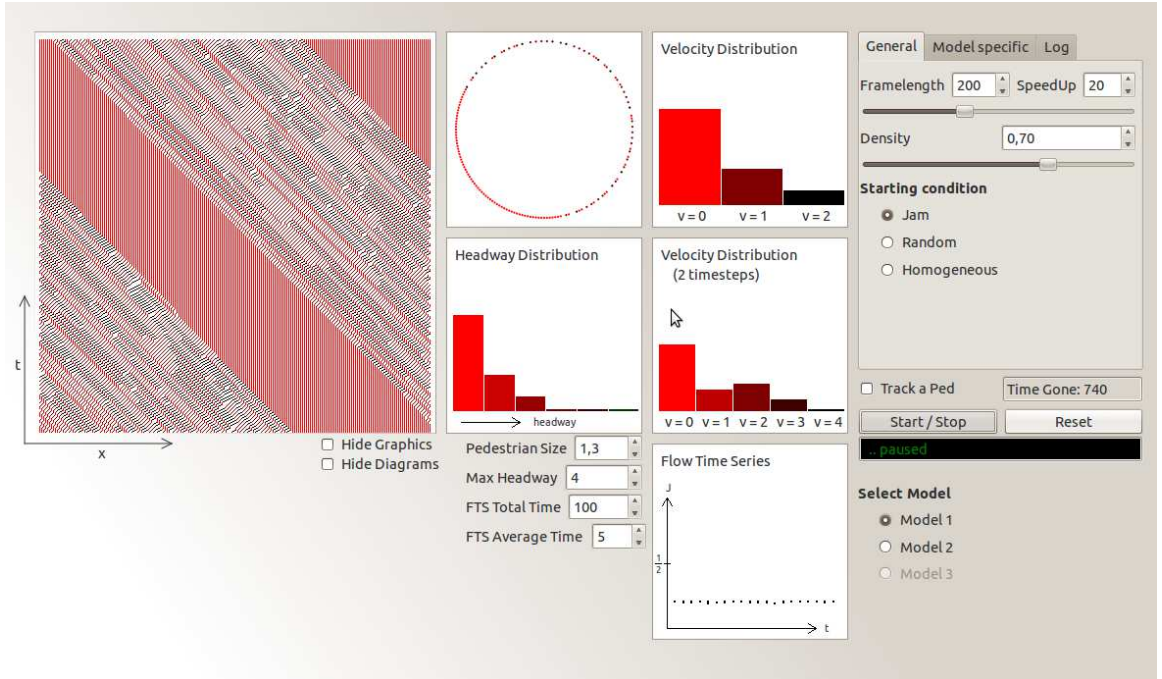 t
x
Hide Graphics
Hide Diagrams
Headway Distribution
headway
Pedestrian Size 1,3
Max Headway 4
FTS Total Time 100
FTS Average Time 5
Velocity Distribution
v = 0 v = 1 v = 2
Velocity Distribution
(2 timesteps)
v = 0 v = 1 v = 2 v = 3 v = 4
Flow Time Series
J
1
2
t
General Model specific Log
Framelength 200 SpeedUp 20
Density 0,70
Starting condition
Jam
Random
Homogeneous
Track a Ped Time Gone: 740
Start / Stop Reset
.. paused
Select Model
Model 1
Model 2
Model 3